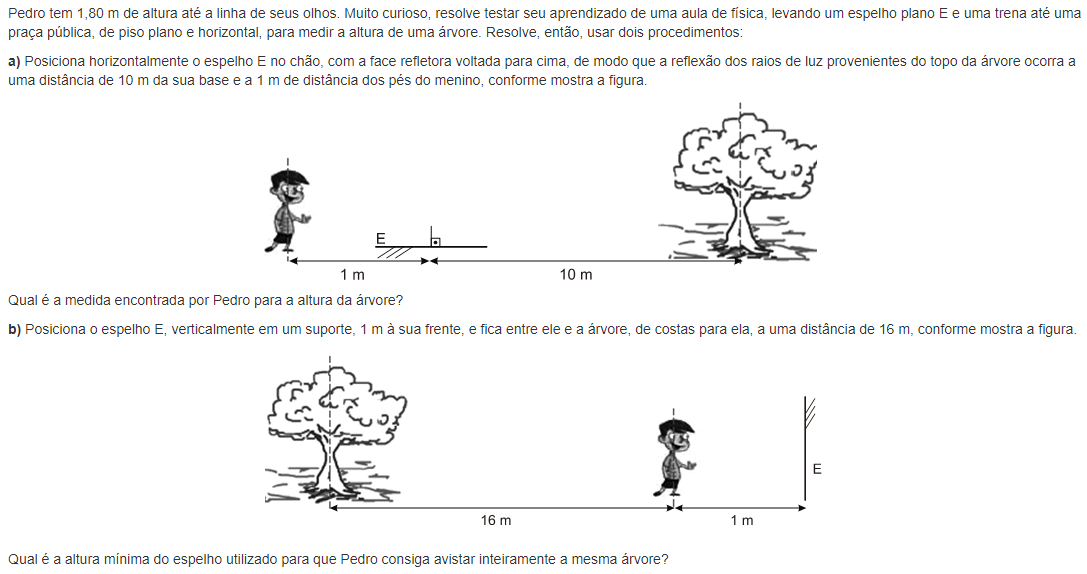 Pedro tem 1,80 m de altura até a linha de seus olhos. Muito curioso, resolve testar seu aprendizado de uma aula de física, levando um espelho plano E e uma trena até uma
praça pública, de piso plano e horizontal, para medir a altura de uma árvore. Resolve, então, usar dois procedimentos:
a) Posiciona horizontalmente o espelho E no chão, com a face refletora voltada para cima, de modo que a reflexão dos raios de luz provenientes do topo da árvore ocorra a
uma distância de 10 m da sua base e a 1 m de distância dos pés do menino, conforme mostra a figura.
E
1 m
10 m
Qual é a medida encontrada por Pedro para a altura da árvore?
b) Posiciona o espelho E, verticalmente em um suporte, 1 m à sua frente, e fica entre ele e a árvore, de costas para ela, a uma distância de 16 m, conforme mostra a figura.
E
16 m
1 m
Qual é a altura mínima do espelho utilizado para que Pedro consiga avistar inteiramente a mesma árvore?